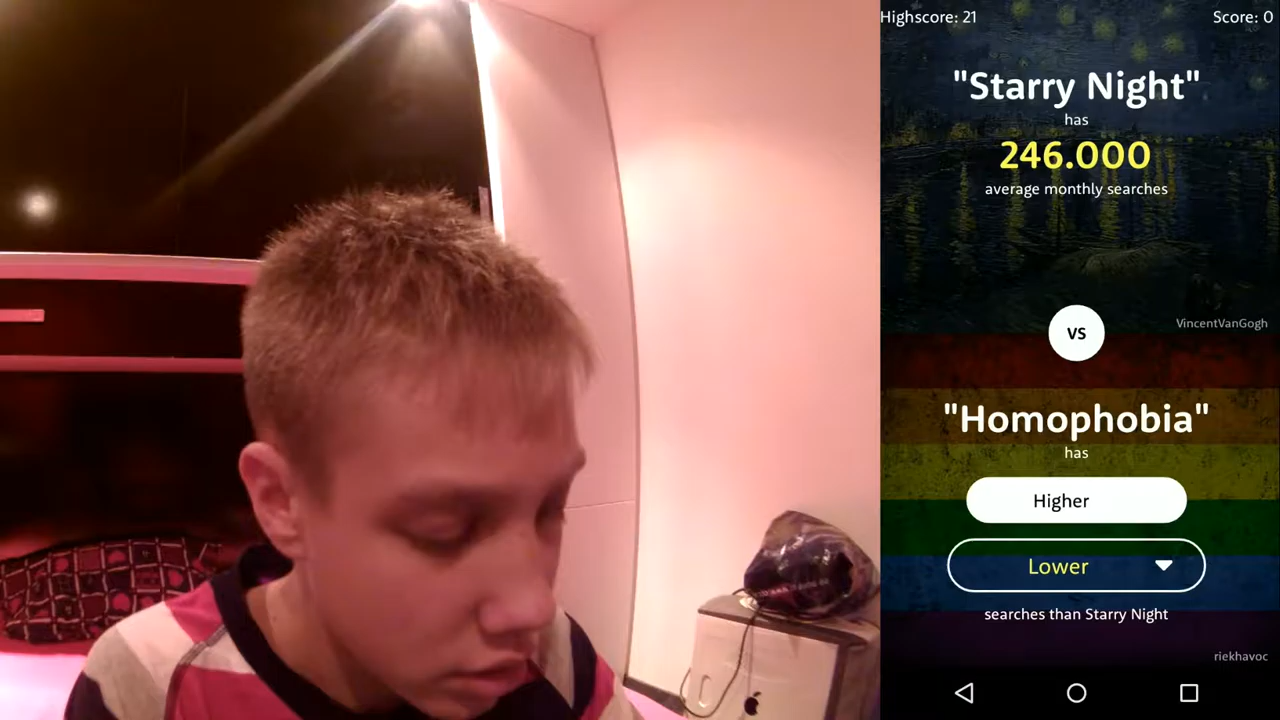 Highscore: 21
Score: 0
"Starry Night"
has
246.000
average monthly searches
VincentVanGogh
VS
"Homophobia"
has
Higher
Lower
searches than Starry Night
riekhavoc